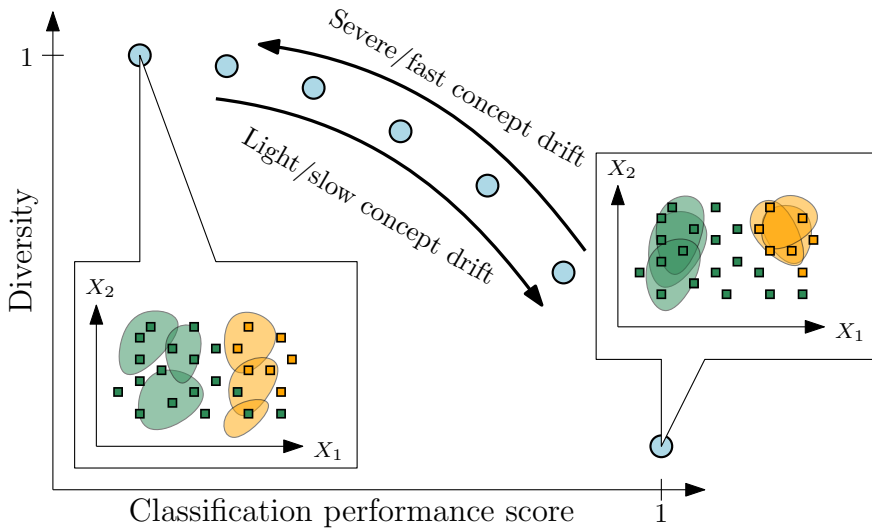 1
Diversity
Severe/fast concept drift
Light/slow concept drift
X₂
X₁
X₂
X₁
Classification performance score
1